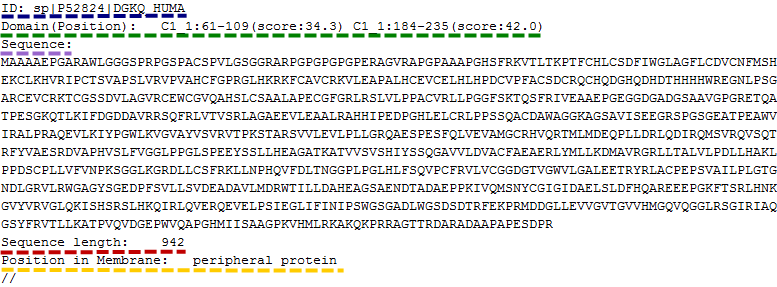 ID: sp|P52824|DGKQ_HUMA
Domain(Position):    C1_1:61-109(score:34.3) C1_1:184-235(score:42.0)
Sequence:
MAAAAEPGARAWLGGGSPRPGSPACSPVLGSGGRARPGPGPGPGPERAGVRAPGPAAAPGHSFRKVTLTKPTFCHLCSDFIWGLAGFLCDVCNFMSH
EKCLKHVRIPCTSVAPSLVRVPVAHCFGPRGLHKRKFCAVCRKVLEAPALHCEVCELHLHPDCVPFACSDCRQCHQDGHQDHDTHHHHWREGNLPSG
ARCEVCRKTCGSSDVLAGVRCEWCGVQAHSLCSAALAPECGFGRLRSLVLPPACVRLLPGGFSKTQSFRIVEAAEPGEGGDGADGSAAVGPGRETQA
TPESGKQTLKIFDGDDAVRRSQFRLVTVSRLAGAEEVLEAALRAHHIPEDPGHLELCRLPPSSQACDAWAGGKAGSAVISEEGRSPGSGEATPEAWV
IRALPRAQEVLKIYPGWLKVGVAYVSVRVTPKSTARSVVLEVLPLLGRQAESPESFQLVEVAMGCRHVQRTMLMDEQPLLDRLQDIRQMSVRQVSQT
RFYVAESRDVAPHVSLFVGGLPPGLSPEEYSSLLHEAGATKATVVSVSHIYSSQGAVVLDVACFAEAERLYMLLKDMAVRGRLLTALVLPDLLHAKL
PPDSCPLLVFVNPKSGGLKGRDLLCSFRKLLNPHQVFDLTNGGPLPGLHLFSQVPCFRVLVCGGDGTVGWVLGALEETRYRLACPEPSVAILPLGTG
NDLGRVLRWGAGYSGEDPFSVLLSVDEADAVLMDRWTILLDAHEAGSAENDTADAEPPKIVQMSNYCGIGIDAELSLDFHQAREEEPGKFTSRLHNK
GVYVRVGLQKISHSRSLHKQIRLQVERQEVELPSIEGLIFINIPSWGSGADLWGSDSDTRFEKPRMDDGLLEVVGVTGVVHMGQVQGGLRSGIRIAQ
GSYFRVTLLKATPVQVDGEPWVQAPGHMIISAAGPKVHMLRKAKQKPRRAGTTRDARADAAPAPESDPR
Sequence length:    942
Position in Membrane:   peripheral protein
//